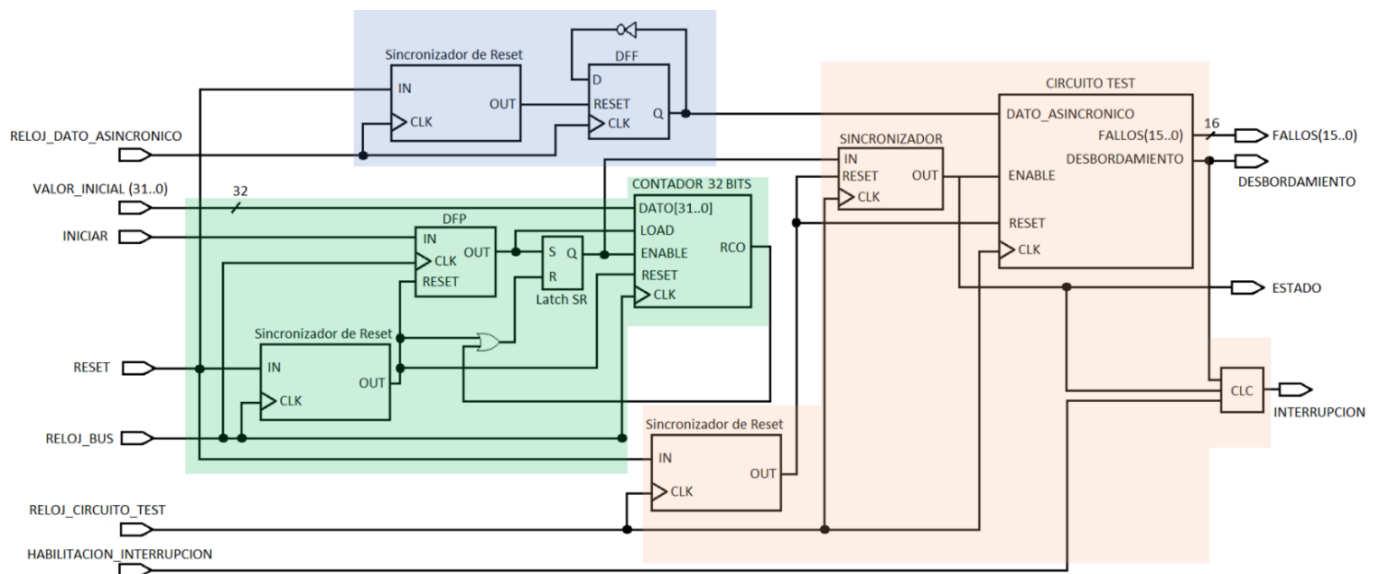 Sincronizador de Reset
IN
OUT
CLK
DFF
D
RESET
Q
CLK
RELOJ_DATO_ASINCRONICO
VALOR_INICIAL (31..0)
32
INICIAR
DFP
IN
OUT
CLK
RESET
S Q
R
Latch SR
CONTADOR 32 BITS
DATO[31..0]
LOAD
ENABLE
RCO
RESET
CLK
Sincronizador de Reset
IN
OUT
CLK
RESET
RELOJ_BUS
SINCRONIZADOR
IN
RESET OUT
CLK
CIRCUITO TEST
DATO_ASINCRONICO
FALLOS(15..0)
DESBORDAMIENTO
ENABLE
RESET
CLK
16
FALLOS(15..0)
DESBORDAMIENTO
ESTADO
CLC
INTERRUPCION
Sincronizador de Reset
IN
OUT
CLK
RELOJ_CIRCUITO_TEST
HABILITACION_INTERRUPCION